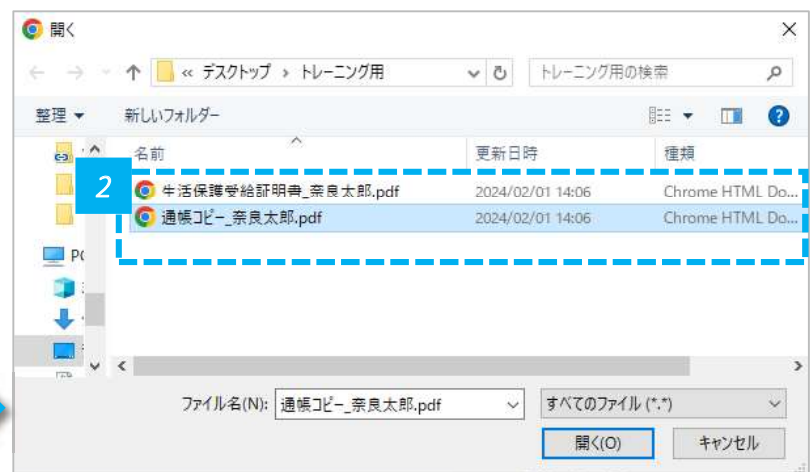 開く
« デスクトップ › トレーニング用
トレーニング用の検索
整理 新しいフォルダー
名前 更新日時 種類
2
生活保護受給証明書_奈良太郎.pdf 2024/02/01 14:06 Chrome HTML Do...
通帳コピー_奈良太郎.pdf 2024/02/01 14:06 Chrome HTML Do...
PC
ファイル名(N): 通帳コピー_奈良太郎.pdf すべてのファイル (*.*)
開く(O) キャンセル